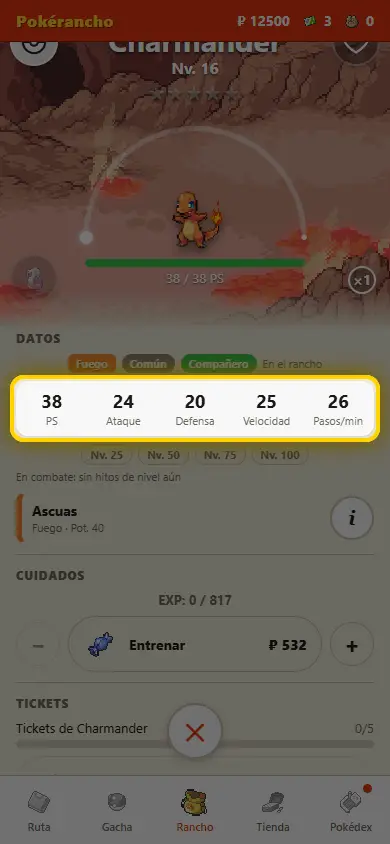 Pokérancho ₽ 12500 3 0
Charmander
Nv. 16
38 / 38 PS
×1
DATOS
Fuego Común Compañero En el rancho
38 24 20 25 26
PS Ataque Defensa Velocidad Pasos/min
Nv. 25 Nv. 50 Nv. 75 Nv. 100
En combate: sin hitos de nivel aún
Ascuas
Fuego · Pot. 40
i
CUIDADOS
EXP: 0 / 817
− Entrenar ₽ 532 +
TICKETS
Tickets de Charmander 0/5
Ruta Gacha Rancho Tienda Pokédex